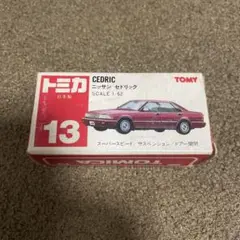 トミカ
日本製
13
CEDRIC
ニッサン セドリック
SCALE 1/62
TOMY
スーパースピード サスペンション ドアー開閉
TOMICA